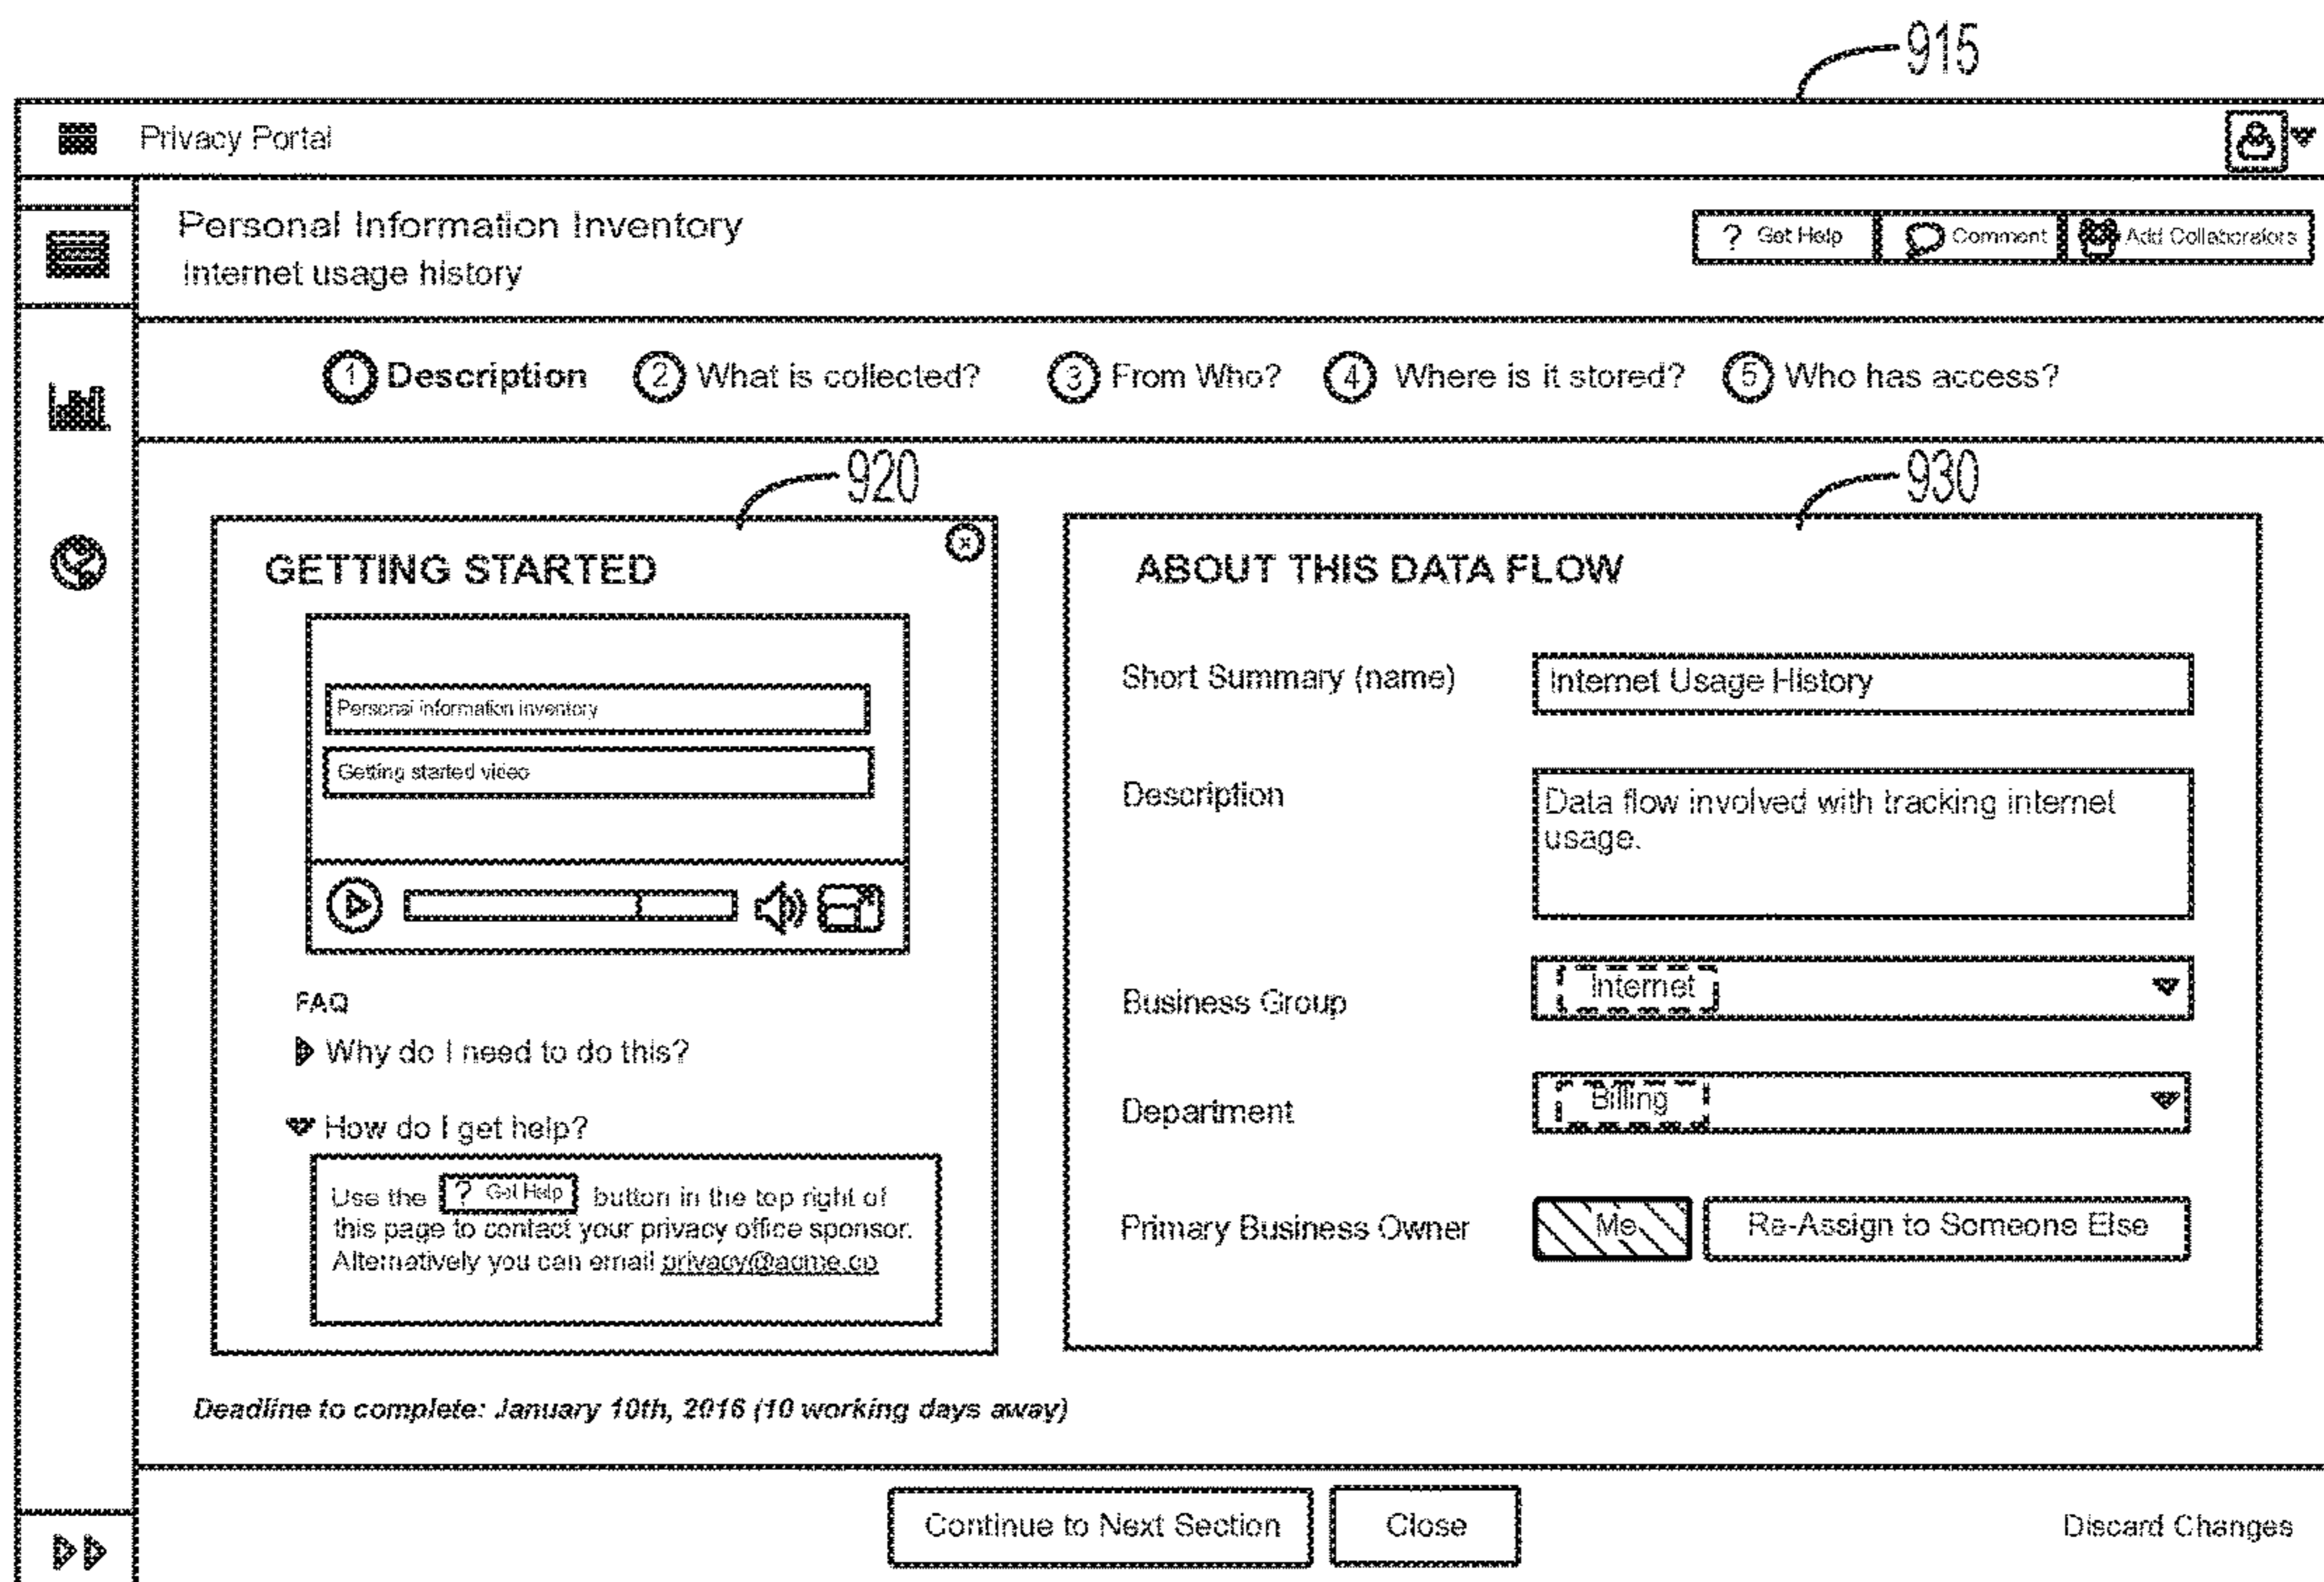 915
Privacy Portal
Personal Information Inventory
Internet usage history
? Get Help
Comment
Add Collaborators
1 Description
2 What is collected?
3 From Who?
4 Where is it stored?
5 Who has access?
920
GETTING STARTED
x
Personal information inventory
Getting started video
FAQ
Why do I need to do this?
How do I get help?
Use the ? Get Help button in the top right of
this page to contact your privacy office sponsor.
Alternatively you can email privacy@acme.co
930
ABOUT THIS DATA FLOW
Short Summary (name)
Internet Usage History
Description
Data flow involved with tracking internet
usage.
Business Group
Internet
Department
Billing
Primary Business Owner
Me
Re-Assign to Someone Else
Deadline to complete: January 10th, 2016 (10 working days away)
Continue to Next Section
Close
Discard Changes